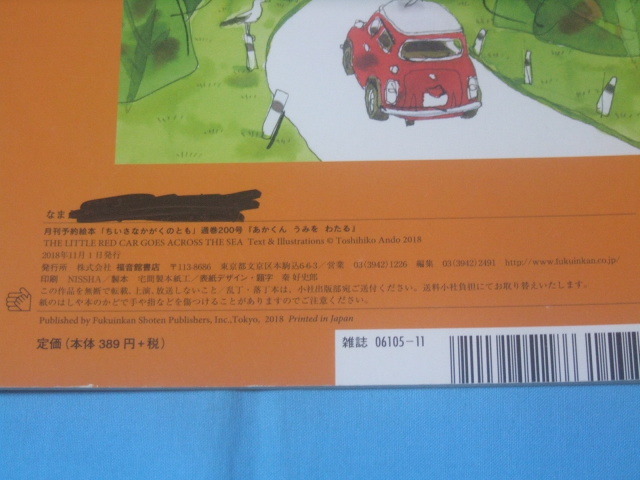 なま
月刊予約絵本「ちいさなかがくのとも」通巻200号「あかくん うみを わたる」
THE LITTLE RED CAR GOES ACROSS THE SEA Text & Illustrations © Toshihiko Ando 2018
2018年11月1日発行
発行所 株式会社 福音館書店 〒113-8686 東京都文京区本駒込6-6-3／営業 03(3942)1226 編集 03(3942)2491 http://www.fukuinkan.co.jp/
印刷 NISSHA／製本 宅間製本紙工／表紙デザイン・題字 東 好史郎
この作品を無断で転載、上演、放送しないこと／乱丁・落丁本は、小社出版部宛ご送付ください。送料小社負担にてお取り替えいたします。
紙のはしや本のかどで手や指などを傷つけることがありますのでご注意ください。
Published by Fukuinkan Shoten Publishers, Inc.,Tokyo, 2018 Printed in Japan
定価（本体 389円＋税）
雑誌 06105-11